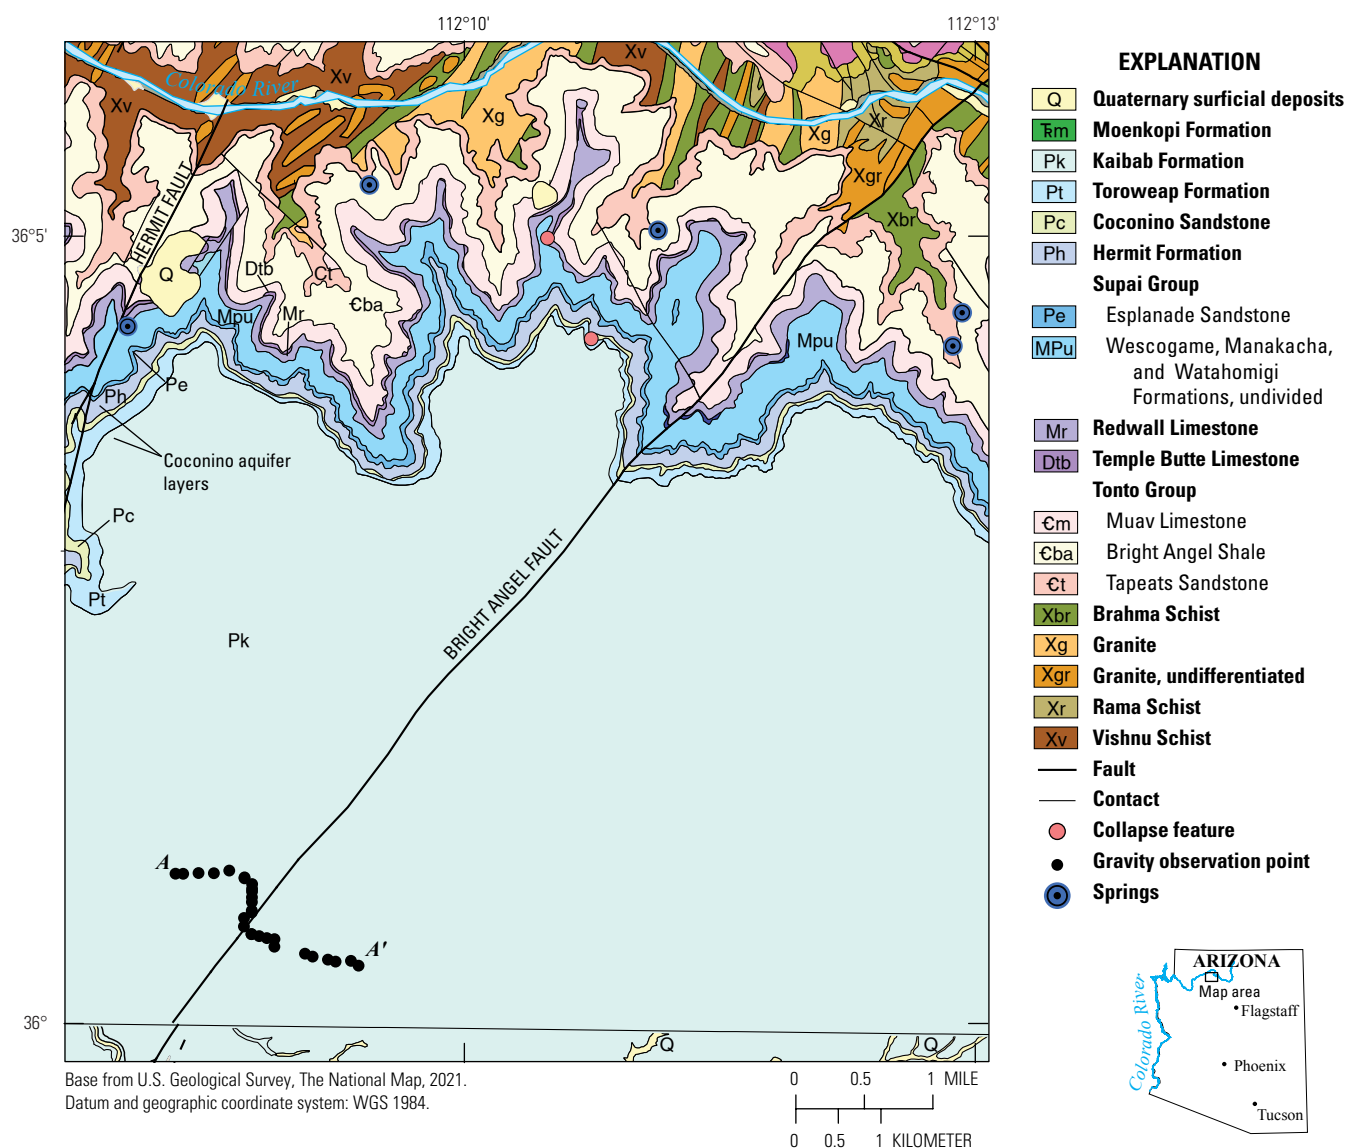 112°10'
112°13'
Xv
Xv
Colorado River
Xv
Xg
Xg
Xr
Xgr
Xbr
36°5'
HERMIT FAULT
Q
Dtb
Ct
Mr
Єba
Mpu
Mpu
Pe
Ph
Coconino aquifer
layers
Pc
Pt
Pk
BRIGHT ANGEL FAULT
A
A'
36°
Q
Q
Base from U.S. Geological Survey, The National Map, 2021.
Datum and geographic coordinate system: WGS 1984.
0 0.5 1 MILE
0 0.5 1 KILOMETER
EXPLANATION
Q Quaternary surficial deposits
Ŧm Moenkopi Formation
Pk Kaibab Formation
Pt Toroweap Formation
Pc Coconino Sandstone
Ph Hermit Formation
Supai Group
Pe Esplanade Sandstone
MPu Wescogame, Manakacha,
and Watahomigi
Formations, undivided
Mr Redwall Limestone
Dtb Temple Butte Limestone
Tonto Group
Єm Muav Limestone
Єba Bright Angel Shale
Єt Tapeats Sandstone
Xbr Brahma Schist
Xg Granite
Xgr Granite, undifferentiated
Xr Rama Schist
Xv Vishnu Schist
Fault
Contact
Collapse feature
Gravity observation point
Springs
ARIZONA
Map area
Flagstaff
Phoenix
Tucson
Colorado River